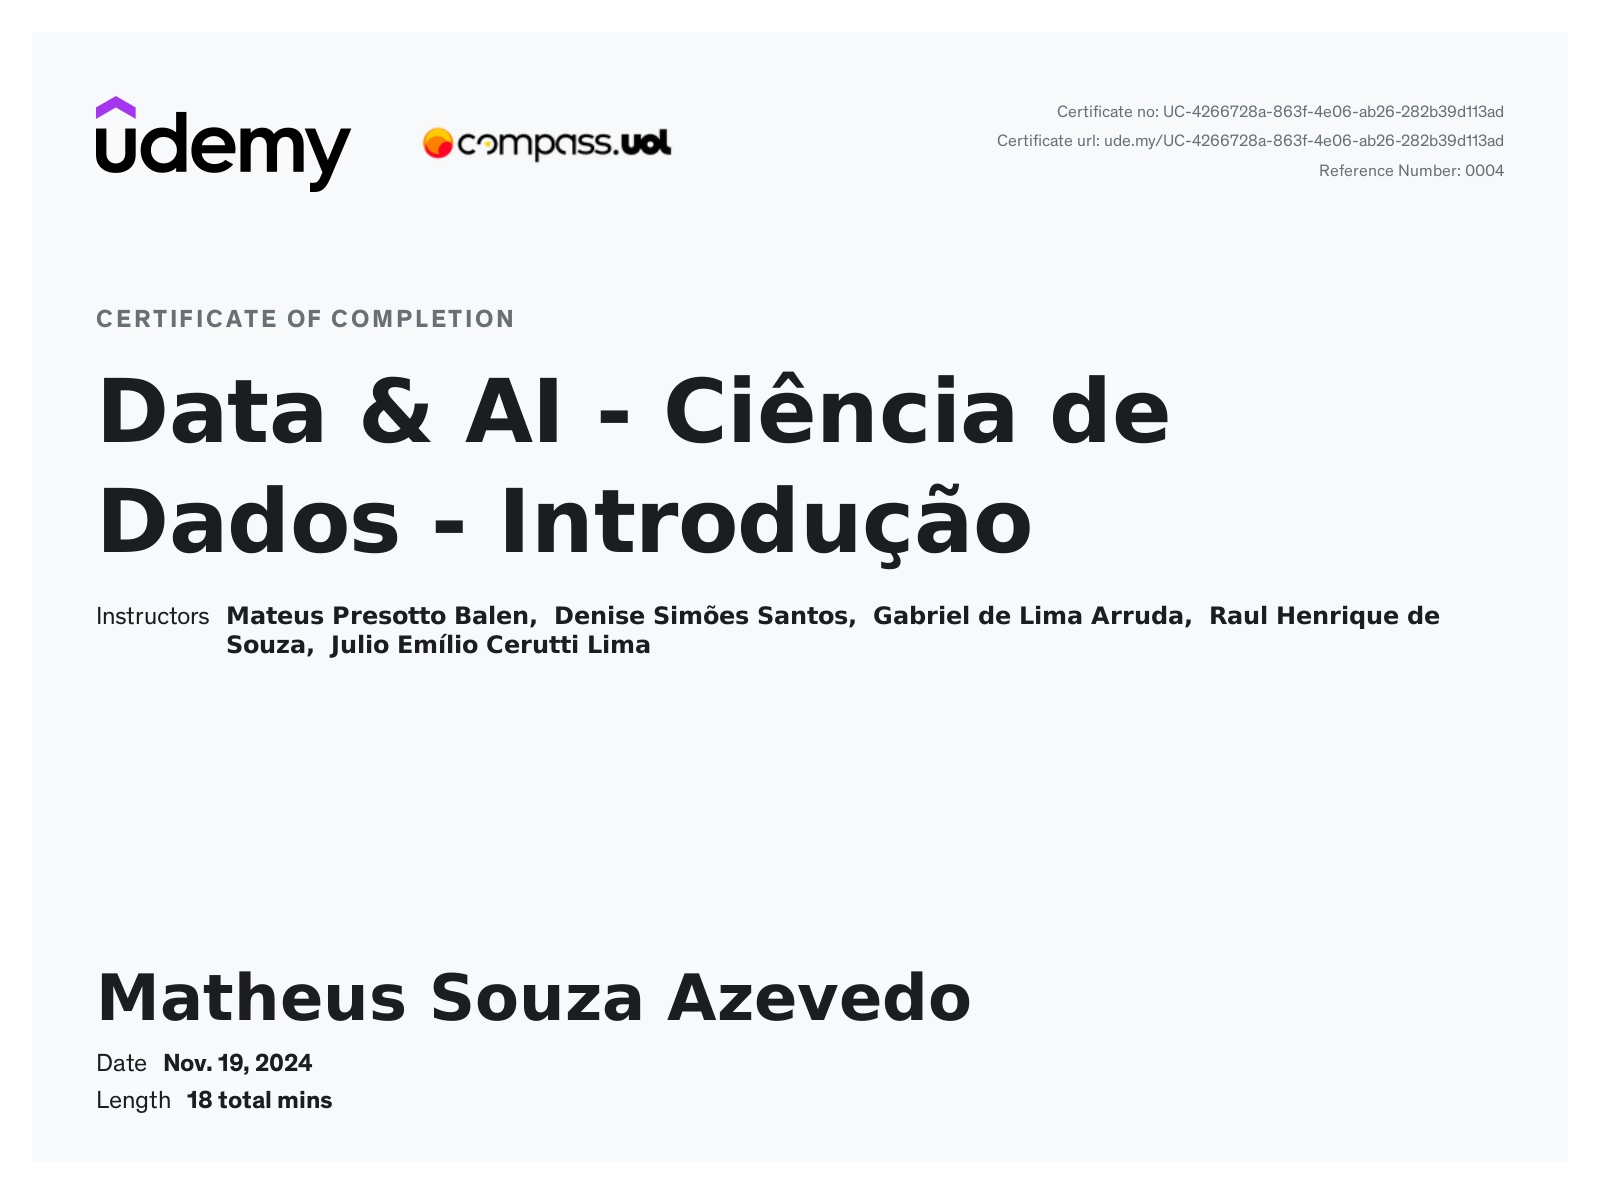 udemy
compass.uol
Certificate no: UC-4266728a-863f-4e06-ab26-282b39d113ad
Certificate url: ude.my/UC-4266728a-863f-4e06-ab26-282b39d113ad
Reference Number: 0004
CERTIFICATE OF COMPLETION
Data & AI - Ciência de
Dados - Introdução
Instructors Mateus Presotto Balen, Denise Simões Santos, Gabriel de Lima Arruda, Raul Henrique de
Souza, Julio Emílio Cerutti Lima
Matheus Souza Azevedo
Date Nov. 19, 2024
Length 18 total mins